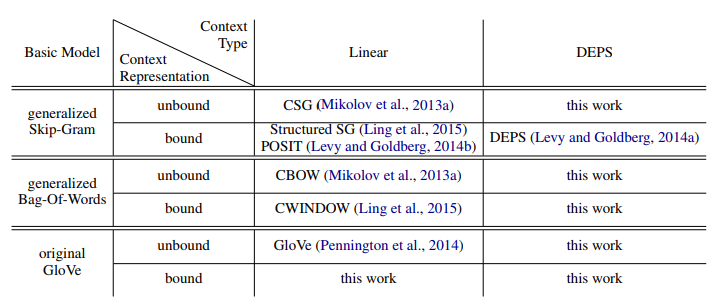 Basic Model
Context
Type
Context
Representation
Linear
DEPS
generalized
Skip-Gram
unbound
CSG (Mikolov et al., 2013a)
this work
bound
Structured SG (Ling et al., 2015)
POSIT (Levy and Goldberg, 2014b)
DEPS (Levy and Goldberg, 2014a)
generalized
Bag-Of-Words
unbound
CBOW (Mikolov et al., 2013a)
this work
bound
CWINDOW (Ling et al., 2015)
this work
original
GloVe
unbound
GloVe (Pennington et al., 2014)
this work
bound
this work
this work